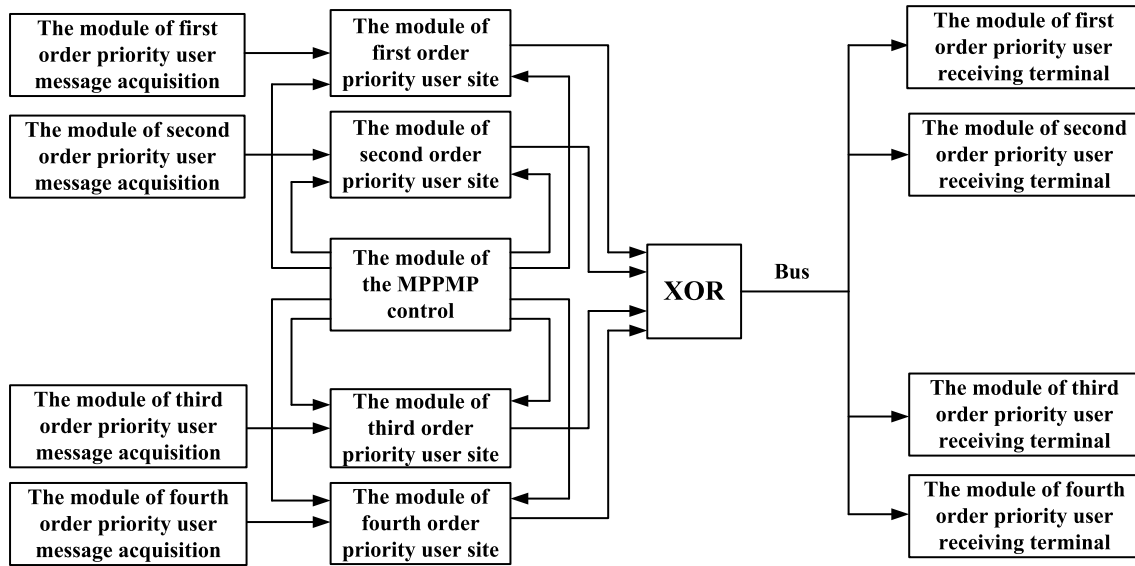 The module of first
order priority user
message acquisition
The module of
first order
priority user site
The module of first
order priority user
receiving terminal
The module of second
order priority user
message acquisition
The module of
second order
priority user site
The module of second
order priority user
receiving terminal
The module of
the MPPMP
control
XOR
Bus
The module of third
order priority user
message acquisition
The module of
third order
priority user site
The module of third
order priority user
receiving terminal
The module of fourth
order priority user
message acquisition
The module of
fourth order
priority user site
The module of fourth
order priority user
receiving terminal